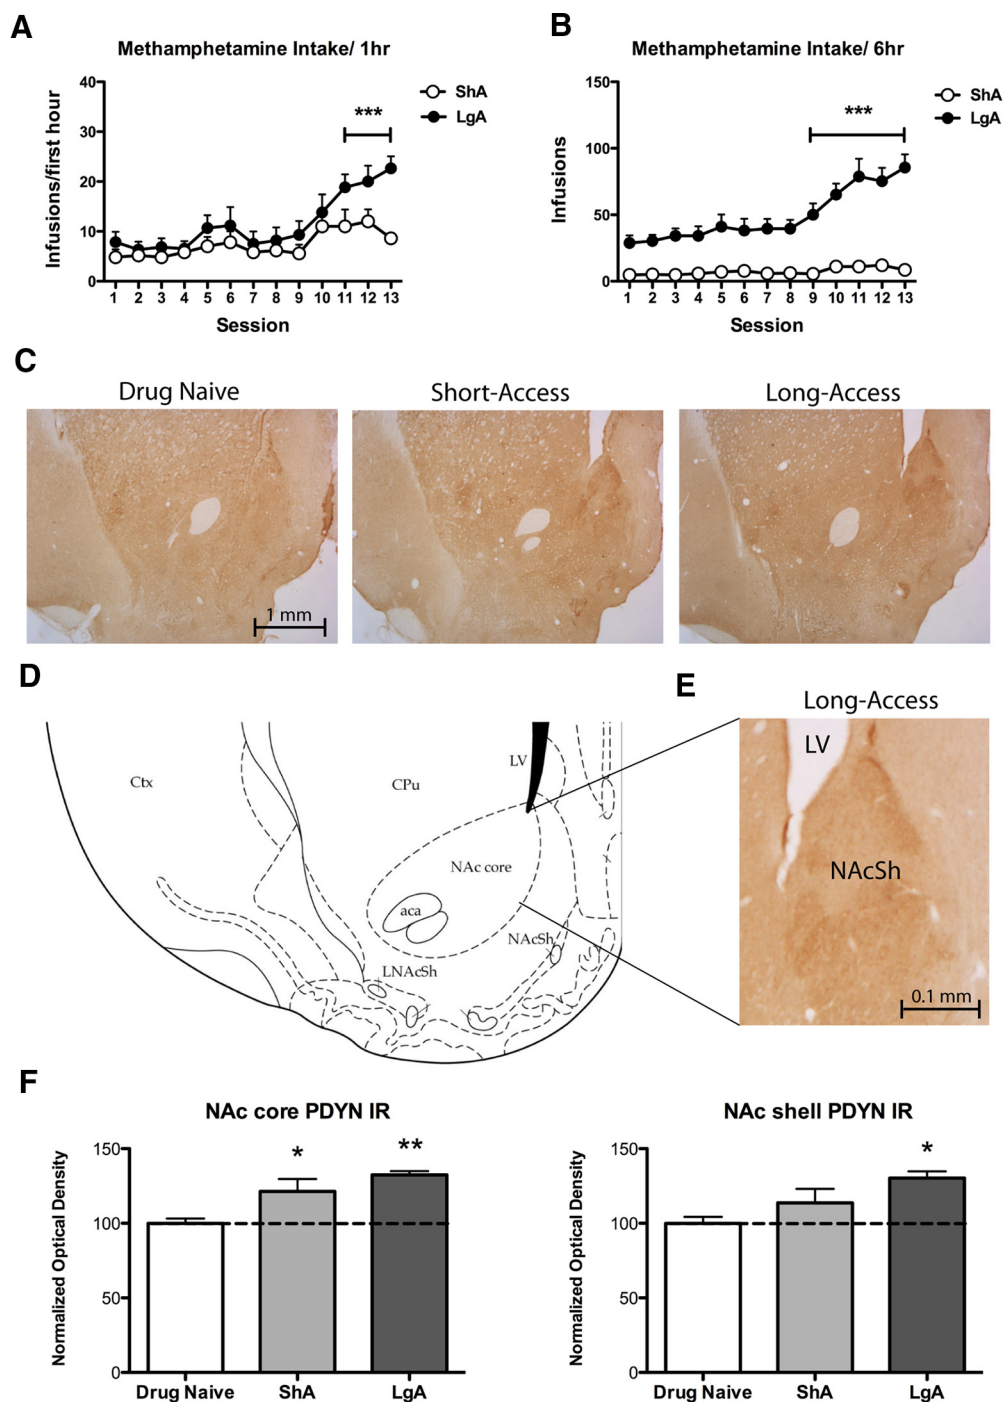 A
Methamphetamine Intake/ 1hr
Infusions/first hour
40
30
20
10
0
***
ShA
LgA
1 2 3 4 5 6 7 8 9 10 11 12 13
Session
B
Methamphetamine Intake/ 6hr
Infusions
150
100
50
0
***
ShA
LgA
1 2 3 4 5 6 7 8 9 10 11 12 13
Session
C
Drug Naive
Short-Access
Long-Access
1 mm
D
Ctx
CPu
LV
NAc core
aca
NAcSh
LNAcSh
E
Long-Access
LV
NAcSh
0.1 mm
F
NAc core PDYN IR
Normalized Optical Density
150
100
50
0
*
**
Drug Naive
ShA
LgA
NAc shell PDYN IR
Normalized Optical Density
150
100
50
0
*
Drug Naive
ShA
LgA